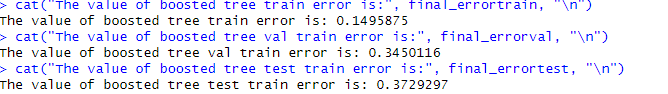 > cat("The value of boosted tree train error is:", final_errortrain, "\n")
The value of boosted tree train error is: 0.1495875
> cat("The value of boosted tree val train error is:", final_errorval, "\n")
The value of boosted tree val train error is: 0.3450116
> cat("The value of boosted tree test train error is:", final_errortest, "\n")
The value of boosted tree test train error is: 0.3729297